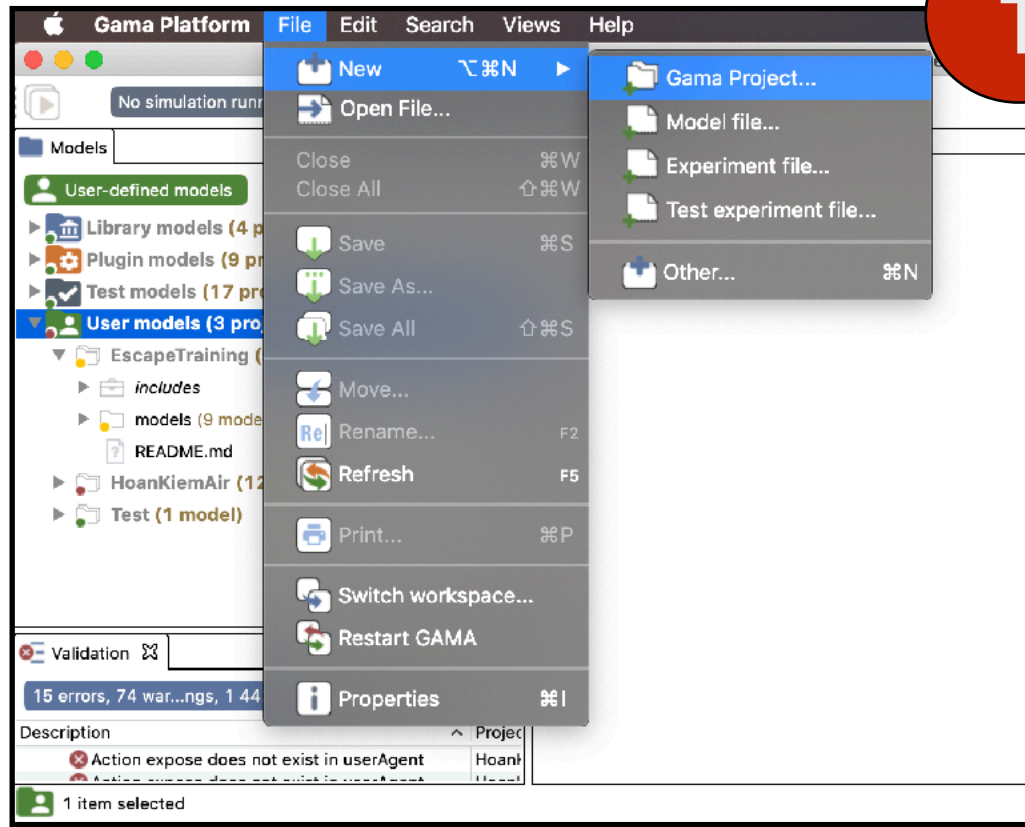 Gama Platform File Edit Search Views Help
1
New ⌥⌘N ▶
Gama Project...
No simulation runn
Open File...
Model file...
Models
Close ⌘W
Experiment file...
User-defined models
Close All ⇧⌘W
Test experiment file...
Library models (4 p
Save ⌘S
Plugin models (9 pr
Other... ⌘N
Test models (17 pro
Save As...
User models (3 pro
Save All ⇧⌘S
EscapeTraining (
includes
Move...
models (9 mode
Re Rename... F2
README.md
HoanKiemAir (12
Refresh F5
Test (1 model)
Print... ⌘P
Switch workspace...
Restart GAMA
Validation
15 errors, 74 war...ngs, 1 44
Properties ⌘I
Description Projec
Action expose does not exist in userAgent Hoank
1 item selected